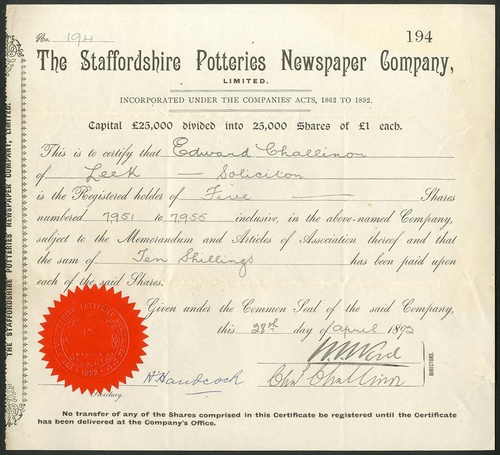 No. 194 194
The Staffordshire Potteries Newspaper Company,
LIMITED.
INCORPORATED UNDER THE COMPANIES' ACTS, 1862 TO 1892.
Capital £25,000 divided into 25,000 Shares of £1 each.
This is to certify that Edward Challinor
of Leek — Solicitor
is the Registered holder of Five — Shares
numbered 7951 to 7955 inclusive, in the above-named Company,
subject to the Memorandum and Articles of Association thereof and that
the sum of Ten Shillings has been paid upon
each of the said Shares.
Given under the Common Seal of the said Company,
this 28th day of April 1892
DIRECTORS.
Chas Challinor
Secretary.
No transfer of any of the Shares comprised in this Certificate be registered until the Certificate
has been delivered at the Company's Office.
THE STAFFORDSHIRE POTTERIES NEWSPAPER COMPANY, LIMITED.